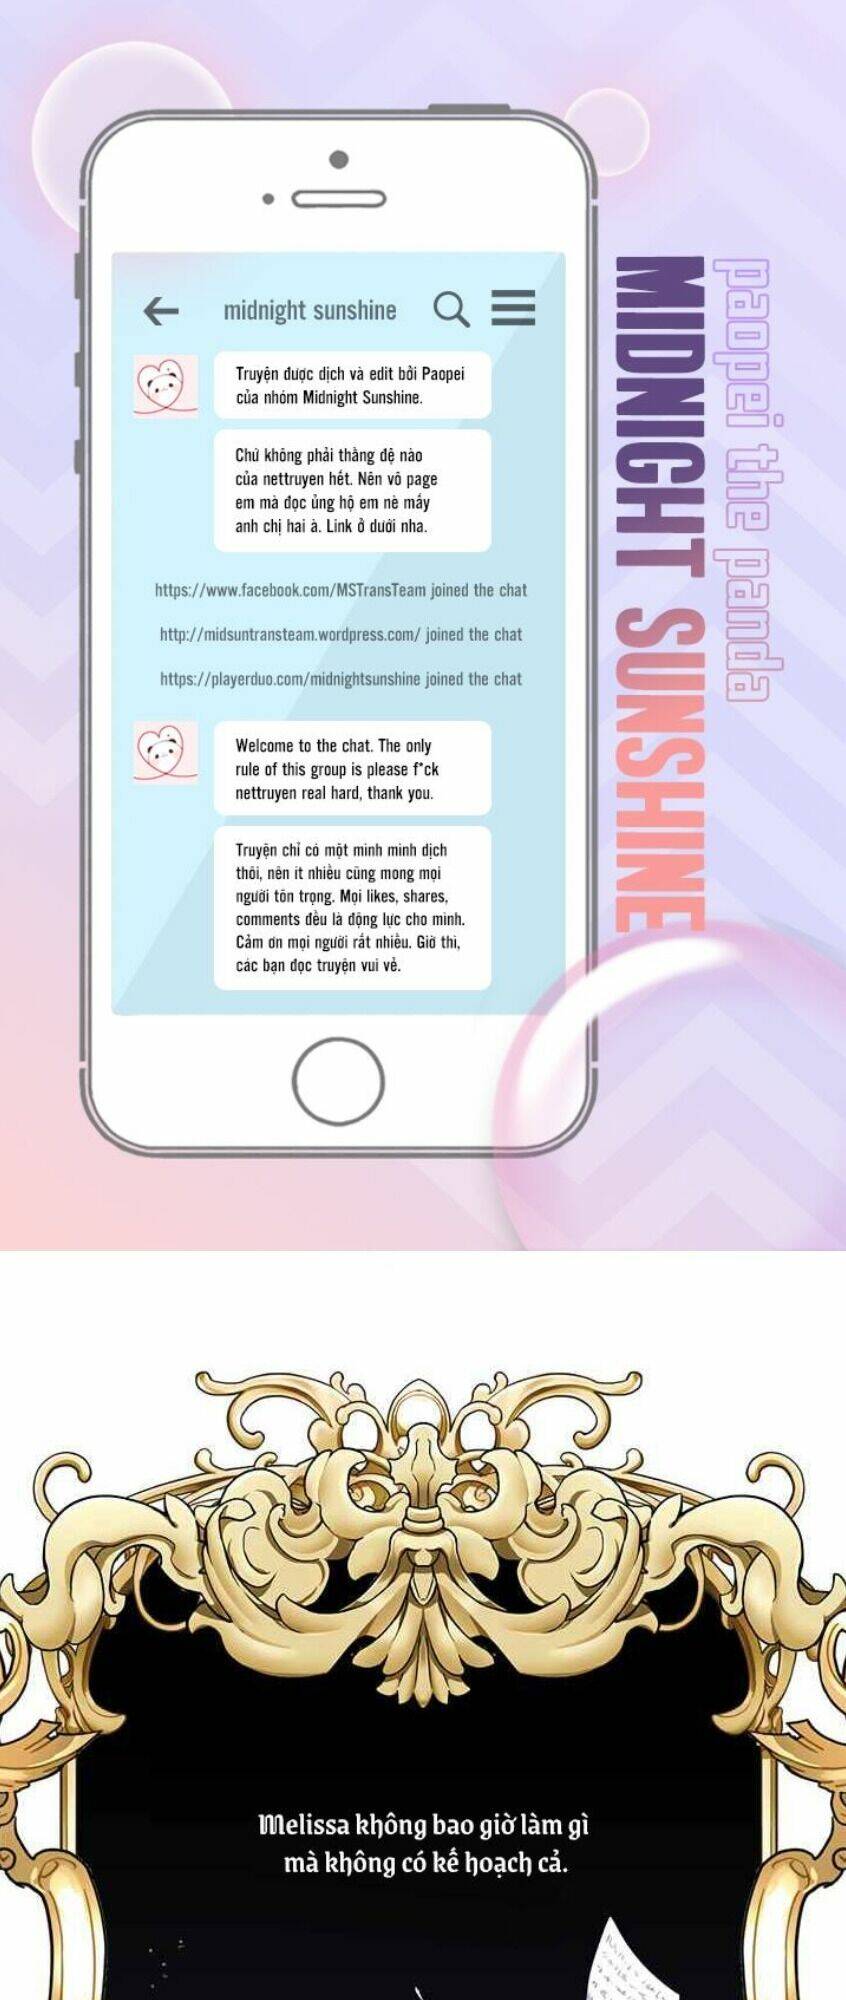 midnight sunshine
Truyện được dịch và edit bởi Paopei
của nhóm Midnight Sunshine.
Chứ không phải thằng đệ nào
của nettruyen hết. Nên vô page
em mà đọc ủng hộ em nè mấy
anh chị hai à. Link ở dưới nha.
https://www.facebook.com/MSTransTeam joined the chat
http://midsuntransteam.wordpress.com/ joined the chat
https://playerduo.com/midnightsunshine joined the chat
Welcome to the chat. The only
rule of this group is please f*ck
nettruyen real hard, thank you.
Truyện chỉ có một mình mình dịch
thôi, nên ít nhiều cũng mong mọi
người tôn trọng. Mọi likes, shares,
comments đều là động lực cho mình.
Cảm ơn mọi người rất nhiều. Giờ thì,
các bạn đọc truyện vui vẻ.
paopei the panda
MIDNIGHT SUNSHINE
Melissa không bao giờ làm gì
mà không có kế hoạch cả.